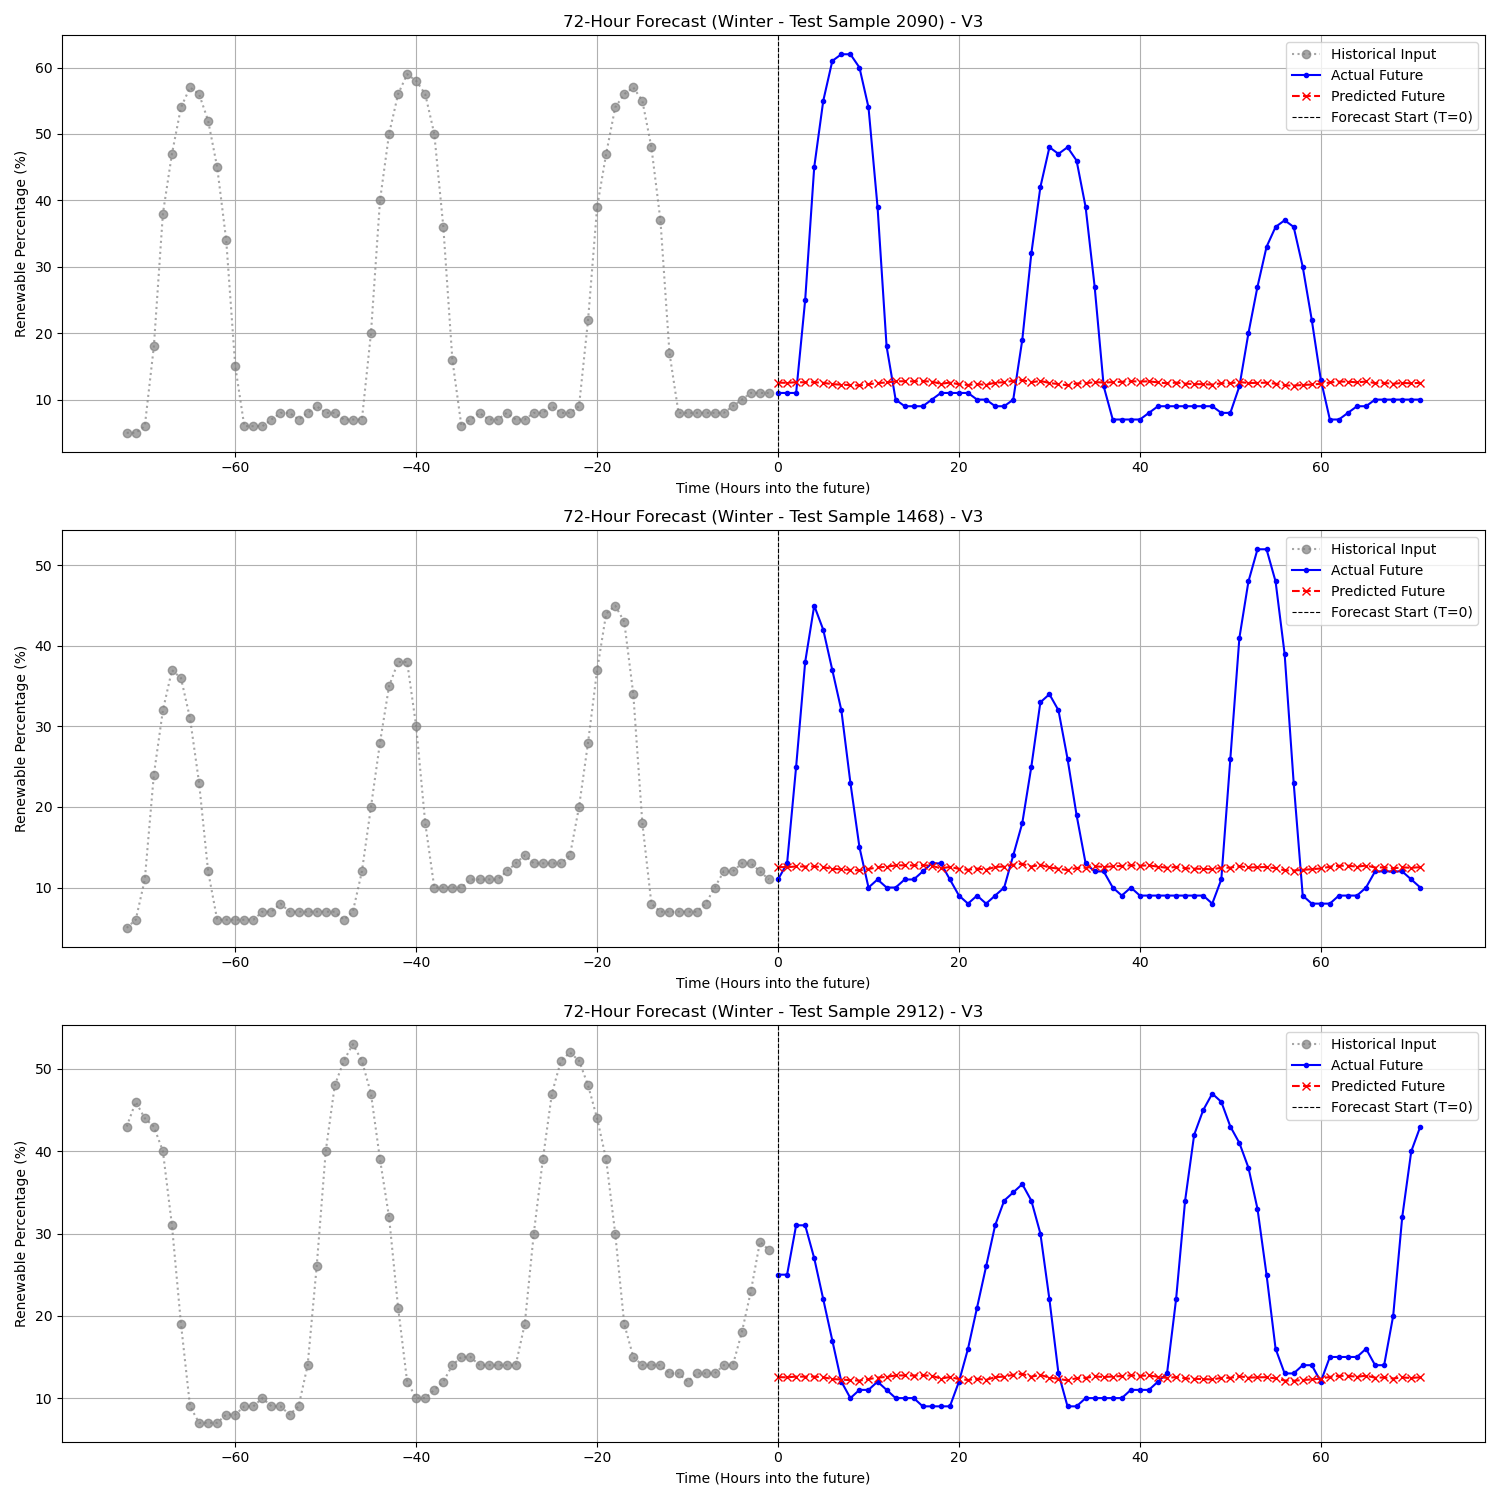 72-Hour Forecast (Winter - Test Sample 2090) - V3
Renewable Percentage (%)
60
50
40
30
20
10
Historical Input
Actual Future
Predicted Future
Forecast Start (T=0)
−60 −40 −20 0 20 40 60
Time (Hours into the future)
72-Hour Forecast (Winter - Test Sample 1468) - V3
Renewable Percentage (%)
50
40
30
20
10
Historical Input
Actual Future
Predicted Future
Forecast Start (T=0)
−60 −40 −20 0 20 40 60
Time (Hours into the future)
72-Hour Forecast (Winter - Test Sample 2912) - V3
Renewable Percentage (%)
50
40
30
20
10
Historical Input
Actual Future
Predicted Future
Forecast Start (T=0)
−60 −40 −20 0 20 40 60
Time (Hours into the future)